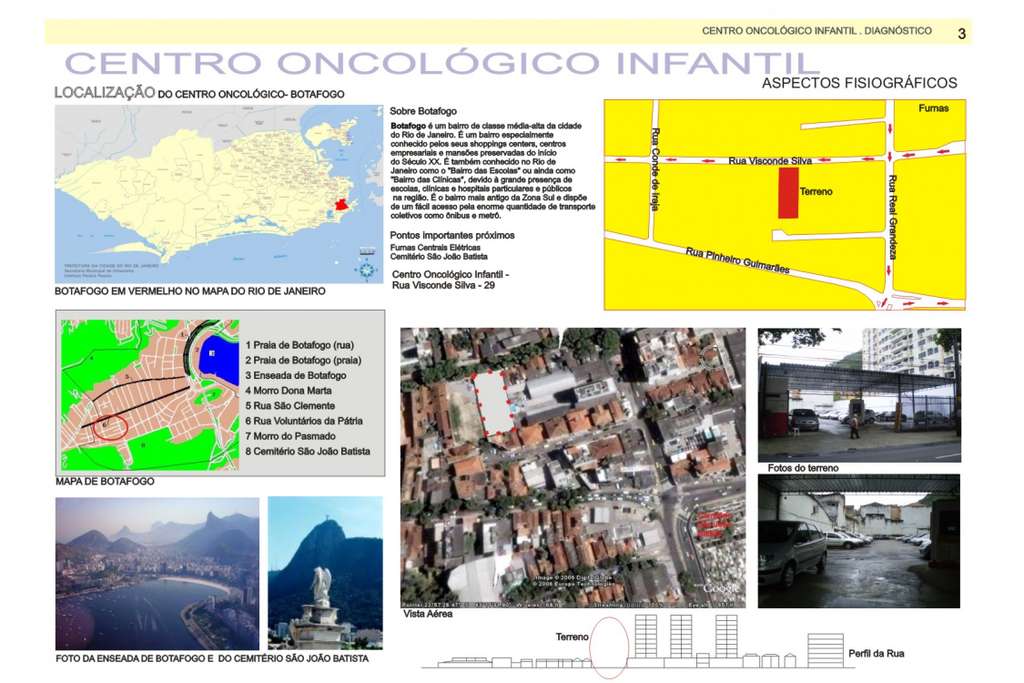 CENTRO ONCOLÓGICO INFANTIL . DIAGNÓSTICO 3
CENTRO ONCOLÓGICO INFANTIL
ASPECTOS FISIOGRÁFICOS
LOCALIZAÇÃO DO CENTRO ONCOLÓGICO- BOTAFOGO
PREFEITURA DA CIDADE DO RIO DE JANEIRO
BOTAFOGO EM VERMELHO NO MAPA DO RIO DE JANEIRO
Sobre Botafogo
Botafogo é um bairro de classe média-alta da cidade
do Rio de Janeiro. É um bairro especialmente
conhecido pelos seus shoppings centers, centros
empresariais e mansões preservadas do início
do Século XX. É também conhecido no Rio de
Janeiro como o "Bairro das Escolas" ou ainda como
"Bairro das Clínicas", devido à grande presença de
escolas, clínicas e hospitais particulares e públicos
na região. É o bairro mais antigo da Zona Sul e dispõe
de um fácil acesso pela enorme quantidade de transporte
coletivos como ônibus e metrô.
Pontos importantes próximos
Furnas Centrais Elétricas
Cemitério São João Batista
Centro Oncológico Infantil -
Rua Visconde Silva - 29
Furnas
Rua Conde de Irajá
Rua Visconde Silva
Terreno
Rua Real Grandeza
Rua Pinheiro Guimarães
1 Praia de Botafogo (rua)
2 Praia de Botafogo (praia)
3 Enseada de Botafogo
4 Morro Dona Marta
5 Rua São Clemente
6 Rua Voluntários da Pátria
7 Morro do Pasmado
8 Cemitério São João Batista
MAPA DE BOTAFOGO
Image © 2006 DigitalGlobe
© 2006 Europa Technologies
Google
Vista Aérea
Fotos do terreno
FOTO DA ENSEADA DE BOTAFOGO E DO CEMITÉRIO SÃO JOÃO BATISTA
Terreno
Perfil da Rua